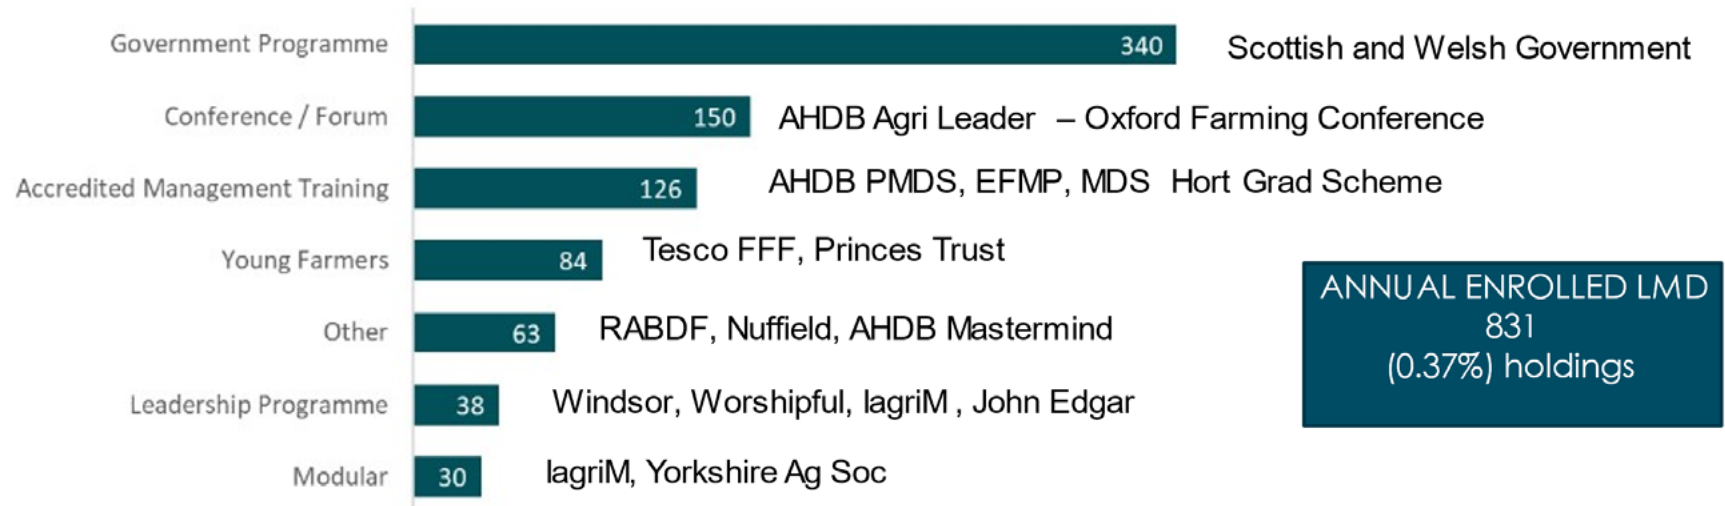 Government Programme 340 Scottish and Welsh Government
Conference / Forum 150 AHDB Agri Leader – Oxford Farming Conference
Accredited Management Training 126 AHDB PMDS, EFMP, MDS Hort Grad Scheme
Young Farmers 84 Tesco FFF, Princes Trust
Other 63 RABDF, Nuffield, AHDB Mastermind
Leadership Programme 38 Windsor, Worshipful, IagriM , John Edgar
Modular 30 IagriM, Yorkshire Ag Soc
ANNUAL ENROLLED LMD
831
(0.37%) holdings